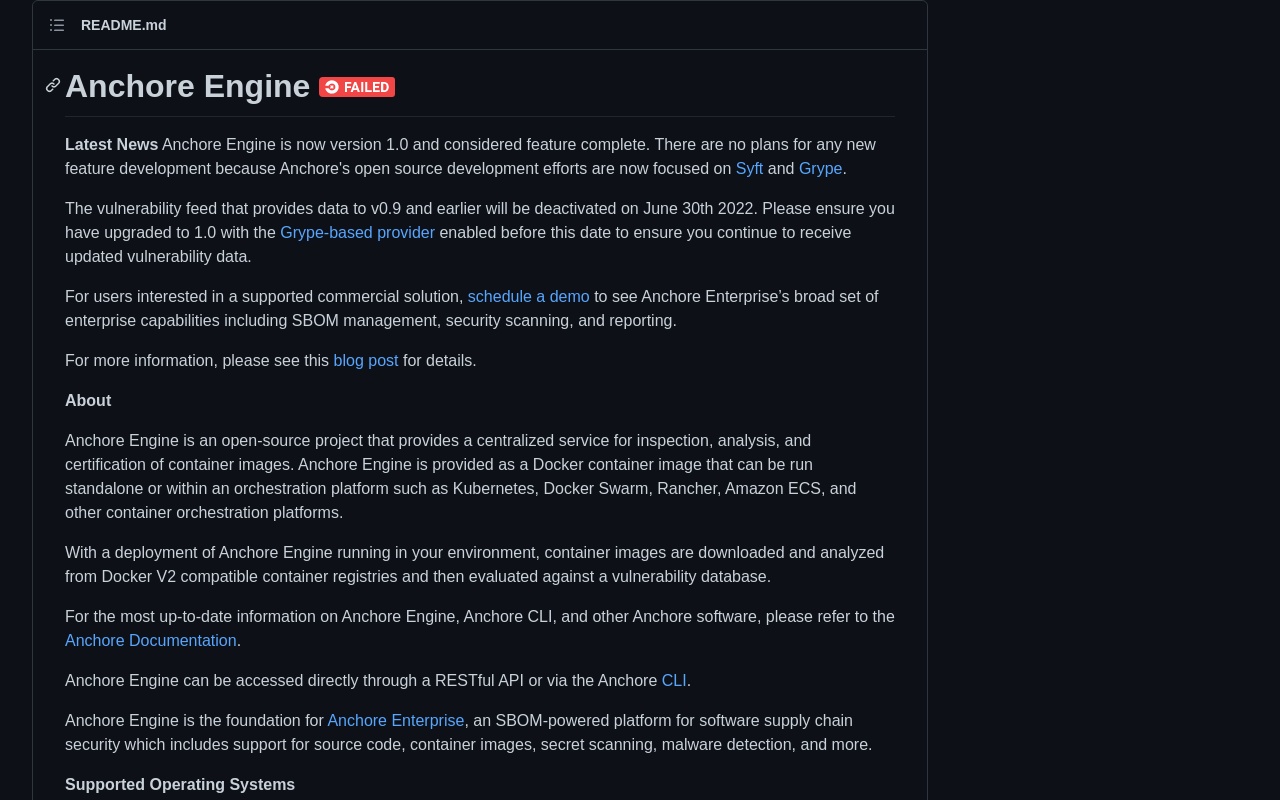 README.md
Anchore Engine FAILED
Latest News Anchore Engine is now version 1.0 and considered feature complete. There are no plans for any new
feature development because Anchore's open source development efforts are now focused on Syft and Grype.
The vulnerability feed that provides data to v0.9 and earlier will be deactivated on June 30th 2022. Please ensure you
have upgraded to 1.0 with the Grype-based provider enabled before this date to ensure you continue to receive
updated vulnerability data.
For users interested in a supported commercial solution, schedule a demo to see Anchore Enterprise’s broad set of
enterprise capabilities including SBOM management, security scanning, and reporting.
For more information, please see this blog post for details.
About
Anchore Engine is an open-source project that provides a centralized service for inspection, analysis, and
certification of container images. Anchore Engine is provided as a Docker container image that can be run
standalone or within an orchestration platform such as Kubernetes, Docker Swarm, Rancher, Amazon ECS, and
other container orchestration platforms.
With a deployment of Anchore Engine running in your environment, container images are downloaded and analyzed
from Docker V2 compatible container registries and then evaluated against a vulnerability database.
For the most up-to-date information on Anchore Engine, Anchore CLI, and other Anchore software, please refer to the
Anchore Documentation.
Anchore Engine can be accessed directly through a RESTful API or via the Anchore CLI.
Anchore Engine is the foundation for Anchore Enterprise, an SBOM-powered platform for software supply chain
security which includes support for source code, container images, secret scanning, malware detection, and more.
Supported Operating Systems